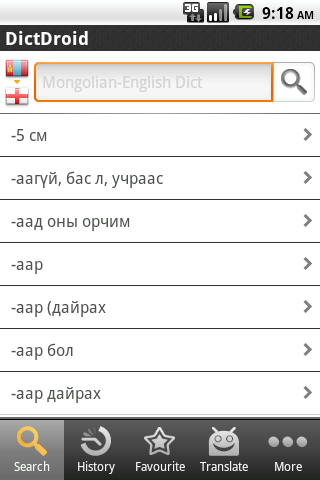 3G 9:18 AM
DictDroid
Mongolian-English Dict
-5 см
-аагүй, бас л, учраас
-аад оны орчим
-аар
-аар (дайрах
-аар бол
-аар дайрах
Search History Favourite Translate More